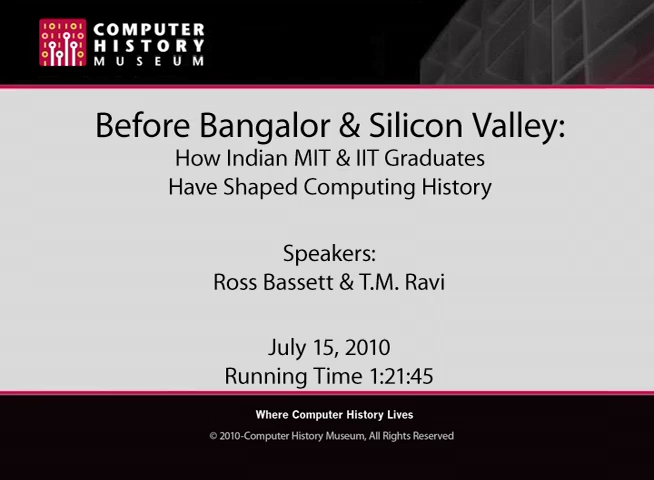 COMPUTER
HISTORY
MUSEUM
Before Bangalor & Silicon Valley:
How Indian MIT & IIT Graduates
Have Shaped Computing History
Speakers:
Ross Bassett & T.M. Ravi
July 15, 2010
Running Time 1:21:45
Where Computer History Lives
© 2010-Computer History Museum, All Rights Reserved